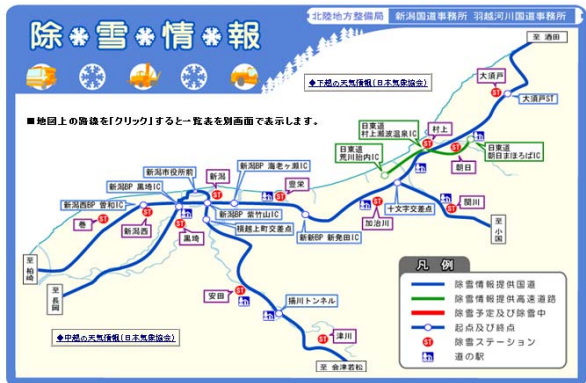 北陸地方整備局 新潟国道事務所 羽越河川国道事務所
除雪情報
至 酒田
◆下越の天気情報(日本気象協会)
大須戸
大須戸ST
■地図上の路線を「クリック」すると一覧表を別画面で表示します。
日東道
村上瀬波温泉IC
村上
日東道
荒川胎内IC
朝日
日東道
朝日まほろばIC
新潟市役所前
新潟
新潟BP 海老ヶ瀬IC
豊栄
新潟BP 黒埼IC
新潟西BP 曽和IC
新潟BP 紫竹山IC
横越上町交差点
巻
新潟西
黒埼
新新BP 新発田IC
加治川
十文字交差点
関川
至 小国
至 柏崎
至 長岡
安田
揚川トンネル
津川
至 会津若松
◆中越の天気情報(日本気象協会)
凡例
除雪情報提供国道
除雪情報提供高速道路
除雪予定及び除雪中
起点及び終点
ST 除雪ステーション
道の駅